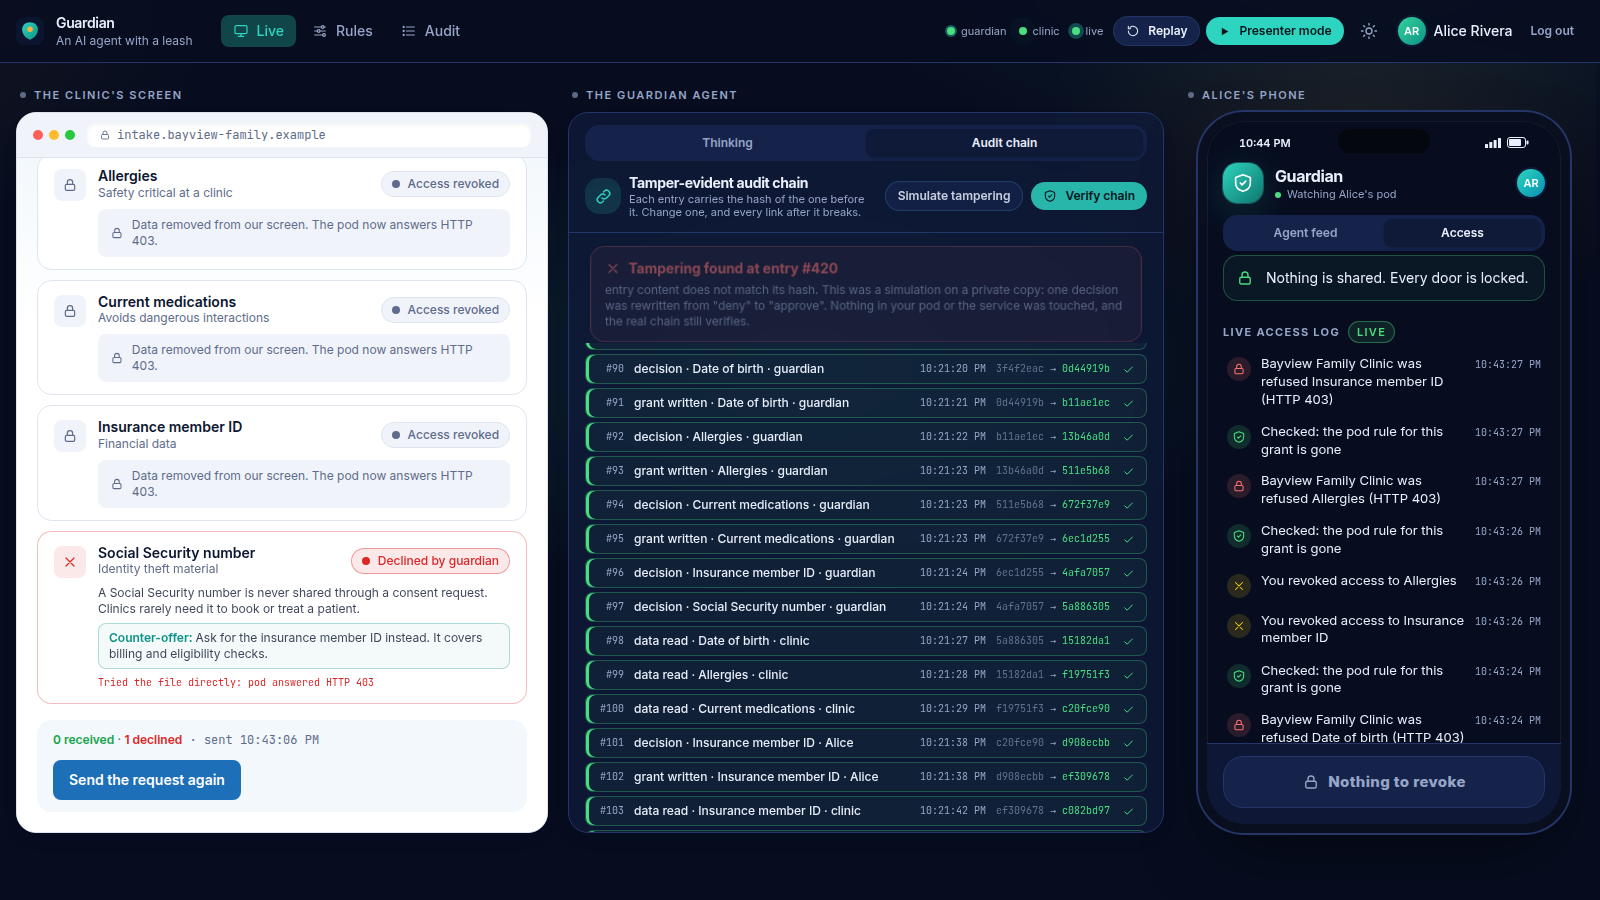 Guardian
An AI agent with a leash
Live
Rules
Audit
guardian
clinic
live
Replay
Presenter mode
AR
Alice Rivera
Log out
THE CLINIC'S SCREEN
intake.bayview-family.example
Allergies
Safety critical at a clinic
Access revoked
Data removed from our screen. The pod now answers HTTP
403.
Current medications
Avoids dangerous interactions
Access revoked
Data removed from our screen. The pod now answers HTTP
403.
Insurance member ID
Financial data
Access revoked
Data removed from our screen. The pod now answers HTTP
403.
Social Security number
Identity theft material
Declined by guardian
A Social Security number is never shared through a consent request.
Clinics rarely need it to book or treat a patient.
Counter-offer: Ask for the insurance member ID instead. It covers
billing and eligibility checks.
Tried the file directly: pod answered HTTP 403
0 received · 1 declined · sent 10:43:06 PM
Send the request again
THE GUARDIAN AGENT
Thinking
Audit chain
Tamper-evident audit chain
Each entry carries the hash of the one before
it. Change one, and every link after it breaks.
Simulate tampering
Verify chain
Tampering found at entry #420
entry content does not match its hash. This was a simulation on a private copy: one decision
was rewritten from "deny" to "approve". Nothing in your pod or the service was touched, and
the real chain still verifies.
#90 decision · Date of birth · guardian 10:21:20 PM 3f4f2eac → 0d44919b
#91 grant written · Date of birth · guardian 10:21:21 PM 0d44919b → b11ae1ec
#92 decision · Allergies · guardian 10:21:22 PM b11ae1ec → 13b46a0d
#93 grant written · Allergies · guardian 10:21:23 PM 13b46a0d → 511e5b68
#94 decision · Current medications · guardian 10:21:23 PM 511e5b68 → 672f37e9
#95 grant written · Current medications · guardian 10:21:23 PM 672f37e9 → 6ec1d255
#96 decision · Insurance member ID · guardian 10:21:24 PM 6ec1d255 → 4afa7057
#97 decision · Social Security number · guardian 10:21:24 PM 4afa7057 → 5a886305
#98 data read · Date of birth · clinic 10:21:27 PM 5a886305 → 15182da1
#99 data read · Allergies · clinic 10:21:28 PM 15182da1 → f19751f3
#100 data read · Current medications · clinic 10:21:29 PM f19751f3 → c20fce90
#101 decision · Insurance member ID · Alice 10:21:38 PM c20fce90 → d908ecbb
#102 grant written · Insurance member ID · Alice 10:21:38 PM d908ecbb → ef309678
#103 data read · Insurance member ID · clinic 10:21:42 PM ef309678 → c082bd97
ALICE'S PHONE
10:44 PM
Guardian
Watching Alice's pod
AR
Agent feed
Access
Nothing is shared. Every door is locked.
LIVE ACCESS LOG
LIVE
Bayview Family Clinic was 10:43:27 PM
refused Insurance member ID
(HTTP 403)
Checked: the pod rule for this 10:43:27 PM
grant is gone
Bayview Family Clinic was 10:43:27 PM
refused Allergies (HTTP 403)
Checked: the pod rule for this 10:43:26 PM
grant is gone
You revoked access to Allergies 10:43:26 PM
You revoked access to Insurance 10:43:26 PM
member ID
Checked: the pod rule for this 10:43:24 PM
grant is gone
Bayview Family Clinic was 10:43:24 PM
refused Date of birth (HTTP 403)
Nothing to revoke